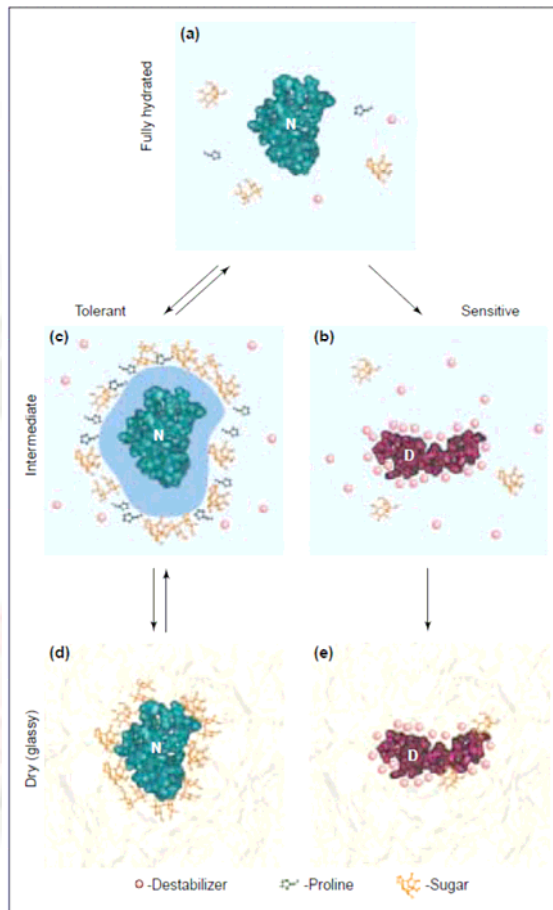 (a)
Fully hydrated
N
Tolerant
Sensitive
(c)
(b)
Intermediate
N
D
(d)
(e)
Dry (glassy)
N
D
-Destabilizer -Proline -Sugar